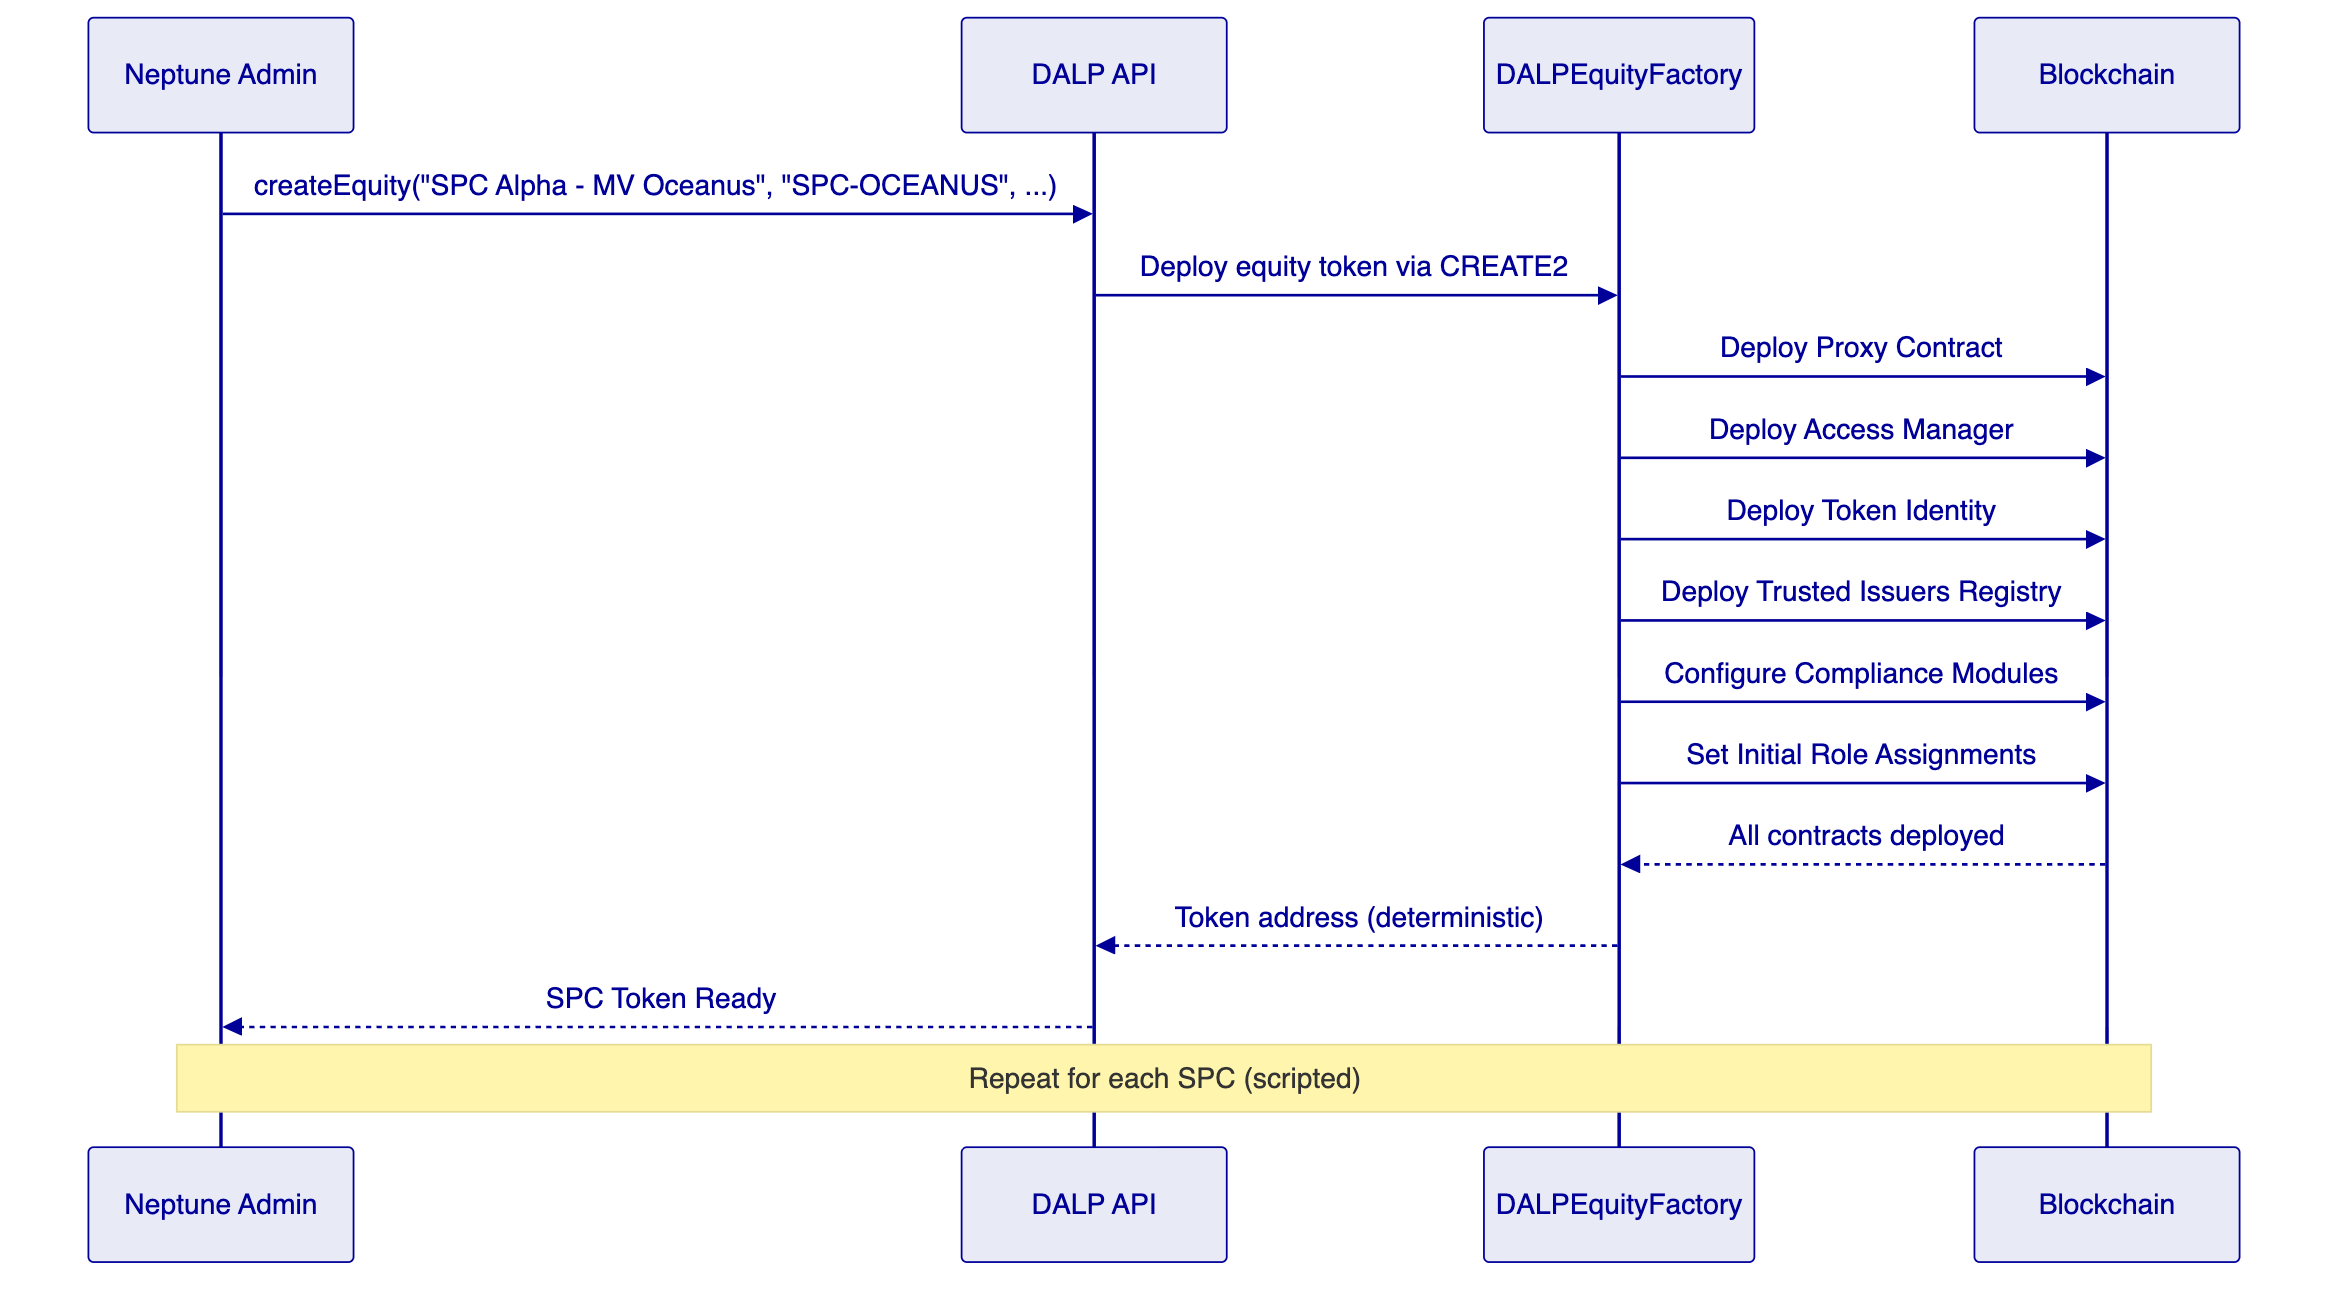 Neptune Admin
DALP API
DALPEquityFactory
Blockchain
createEquity("SPC Alpha - MV Oceanus", "SPC-OCEANUS", ...)
Deploy equity token via CREATE2
Deploy Proxy Contract
Deploy Access Manager
Deploy Token Identity
Deploy Trusted Issuers Registry
Configure Compliance Modules
Set Initial Role Assignments
All contracts deployed
Token address (deterministic)
SPC Token Ready
Repeat for each SPC (scripted)
Neptune Admin
DALP API
DALPEquityFactory
Blockchain